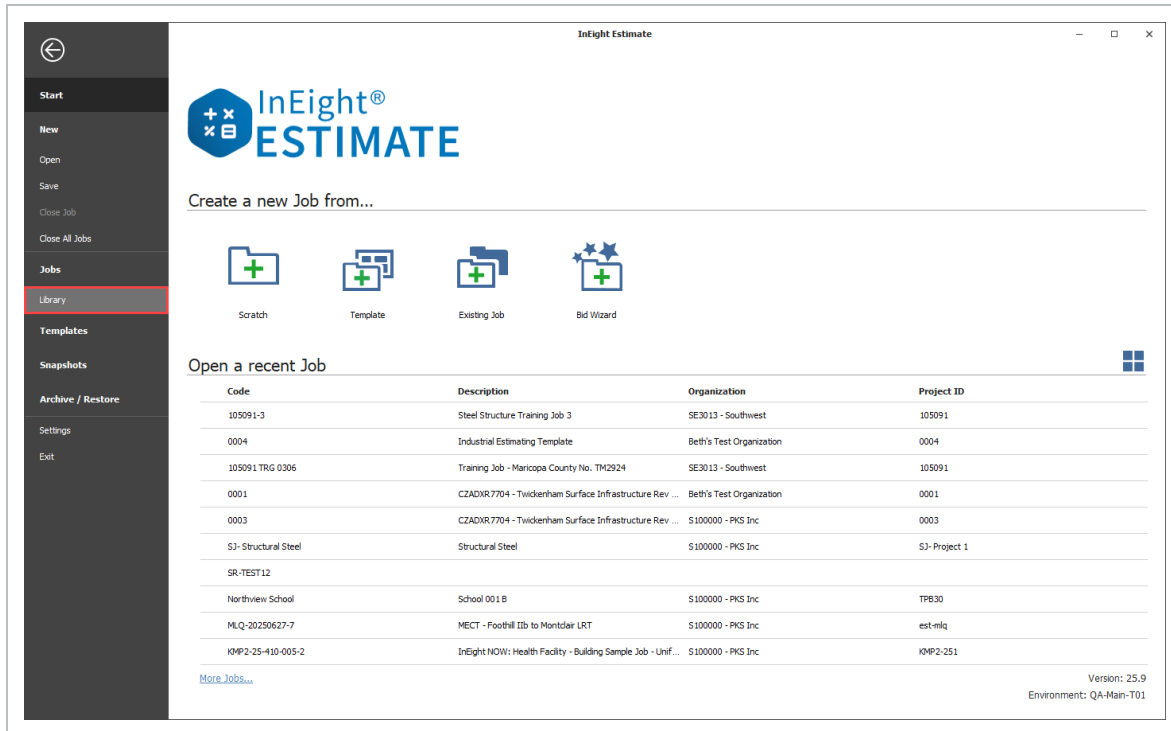 InEight Estimate
Start
New
Open
Save
Close Job
Close All Jobs
Jobs
Library
Templates
Snapshots
Archive / Restore
Settings
Exit
InEight®
ESTIMATE
Create a new Job from...
Scratch Template Existing Job Bid Wizard
Open a recent Job
Code Description Organization Project ID
105091-3 Steel Structure Training Job 3 SE3013 - Southwest 105091
0004 Industrial Estimating Template Beth's Test Organization 0004
105091 TRG 0306 Training Job - Maricopa County No. TM2924 SE3013 - Southwest 105091
0001 CZADXR7704 - Twickenham Surface Infrastructure Rev ... Beth's Test Organization 0001
0003 CZADXR7704 - Twickenham Surface Infrastructure Rev ... S100000 - PKS Inc 0003
SJ- Structural Steel Structural Steel S100000 - PKS Inc SJ- Project 1
SR-TEST12
Northview School School 001 B S100000 - PKS Inc TPB30
MLQ-20250627-7 MECT - Foothill IIb to Montclair LRT S100000 - PKS Inc est-mlq
KMP2-25-410-005-2 InEight NOW: Health Facility - Building Sample Job - Unif... S100000 - PKS Inc KMP2-251
More Jobs... Version: 25.9
Environment: QA-Main-T01